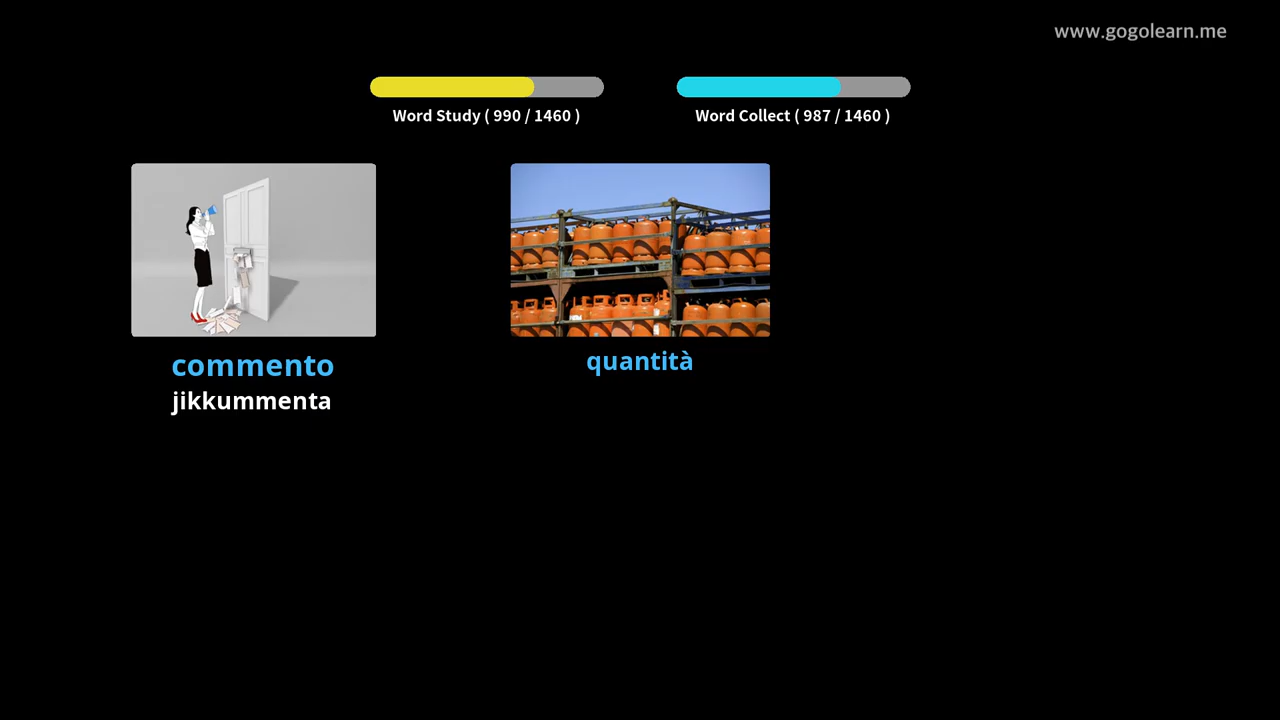 www.gogolearn.me
Word Study ( 990 / 1460 )
Word Collect ( 987 / 1460 )
commento
jikkummenta
quantità